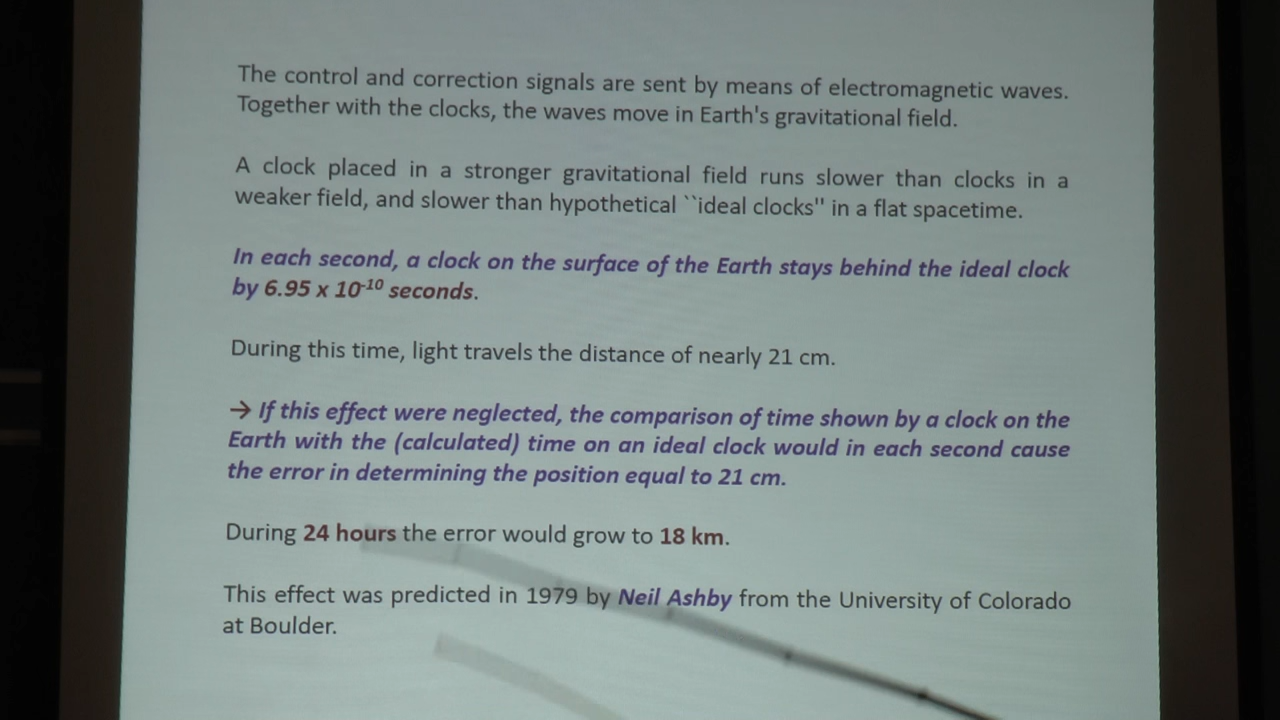 The control and correction signals are sent by means of electromagnetic waves.
Together with the clocks, the waves move in Earth's gravitational field.
A clock placed in a stronger gravitational field runs slower than clocks in a
weaker field, and slower than hypothetical ``ideal clocks" in a flat spacetime.
In each second, a clock on the surface of the Earth stays behind the ideal clock
by 6.95 x 10⁻¹⁰ seconds.
During this time, light travels the distance of nearly 21 cm.
→ If this effect were neglected, the comparison of time shown by a clock on the
Earth with the (calculated) time on an ideal clock would in each second cause
the error in determining the position equal to 21 cm.
During 24 hours the error would grow to 18 km.
This effect was predicted in 1979 by Neil Ashby from the University of Colorado
at Boulder.